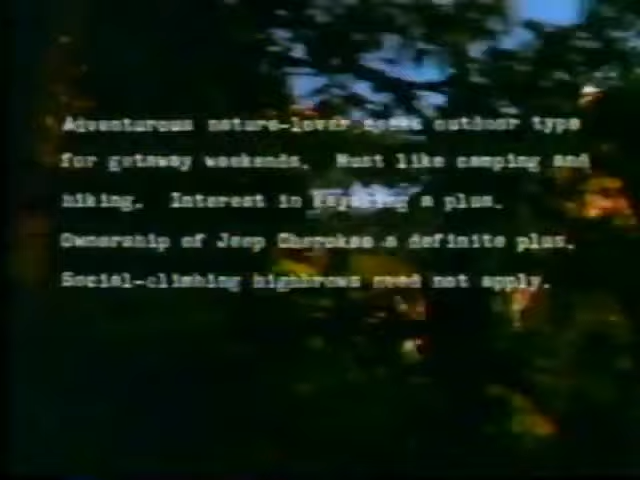 Adventurous nature-lover seeks outdoor type
for getaway weekends. Must like camping and
hiking. Interest in kayaking a plus.
Ownership of Jeep Cherokee a definite plus.
Social-climbing highbrows need not apply.